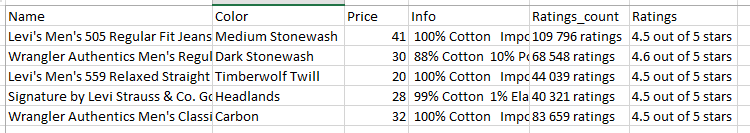 Name Color Price Info Ratings_count Ratings
Levi's Men's 505 Regular Fit Jeans Medium Stonewash 41 100% Cotton Impo 109 796 ratings 4.5 out of 5 stars
Wrangler Authentics Men's Regul Dark Stonewash 30 88% Cotton 10% Po 68 548 ratings 4.6 out of 5 stars
Levi's Men's 559 Relaxed Straight Timberwolf Twill 20 100% Cotton Impo 44 039 ratings 4.5 out of 5 stars
Signature by Levi Strauss & Co. Go Headlands 28 99% Cotton 1% Ela 40 321 ratings 4.5 out of 5 stars
Wrangler Authentics Men's Classi Carbon 32 100% Cotton Impo 83 659 ratings 4.5 out of 5 stars